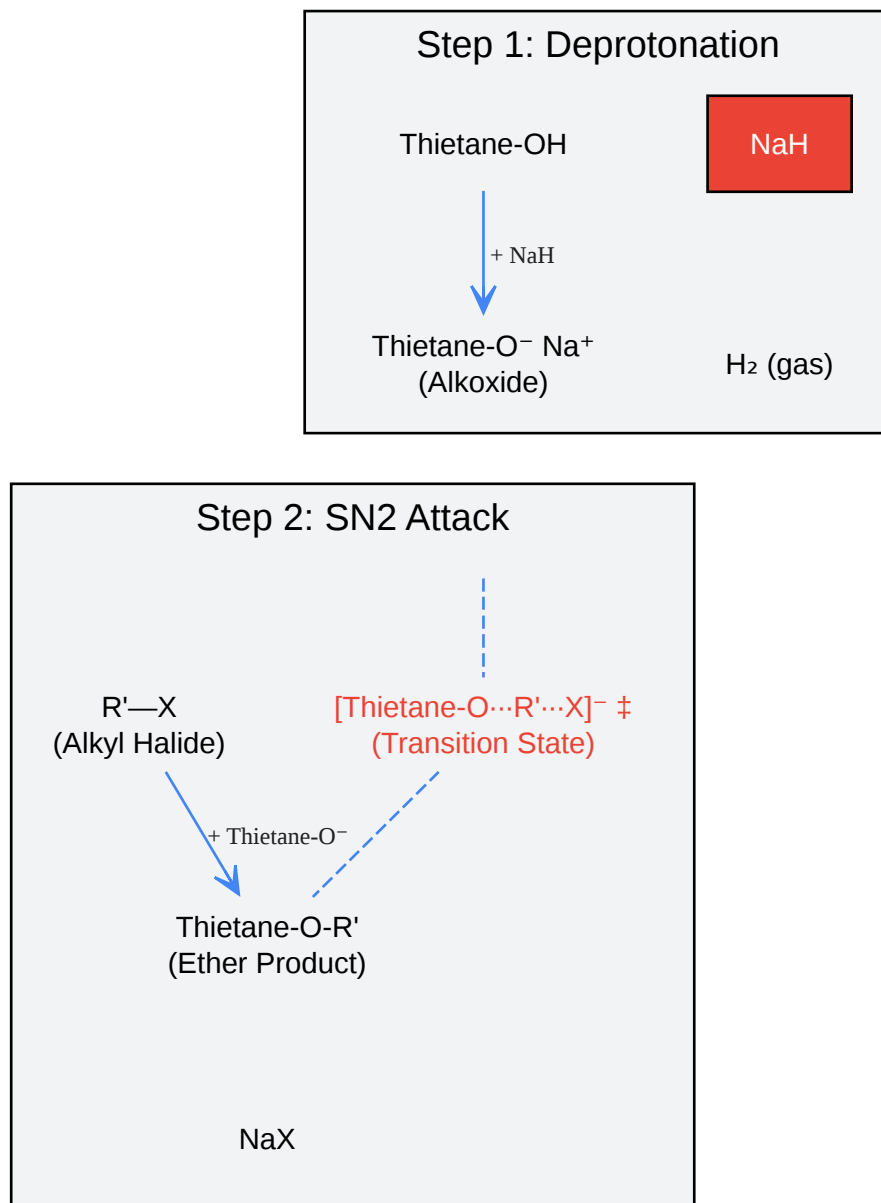 Step 1: Deprotonation
Thietane-OH
NaH
+ NaH
Thietane-O⁻ Na⁺
(Alkoxide)
H₂ (gas)
Step 2: SN2 Attack
R'—X
(Alkyl Halide)
[Thietane-O···R'···X]⁻ ‡
(Transition State)
+ Thietane-O⁻
Thietane-O-R'
(Ether Product)
NaX